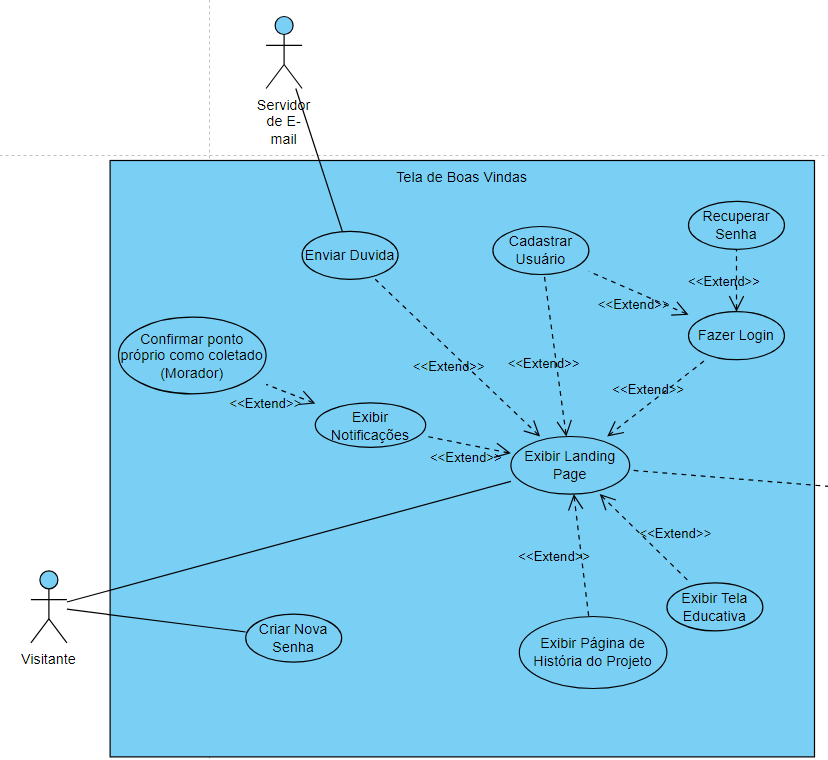 Servidor
de E-
mail
Tela de Boas Vindas
Recuperar
Senha
Cadastrar
Usuário
Enviar Duvida
<<Extend>>
<<Extend>>
Confirmar ponto
próprio como coletado
(Morador)
Fazer Login
<<Extend>>
<<Extend>>
<<Extend>>
<<Extend>>
Exibir
Notificações
<<Extend>>
Exibir Landing
Page
<<Extend>>
<<Extend>>
Exibir Tela
Educativa
Criar Nova
Senha
Exibir Página de
História do Projeto
Visitante